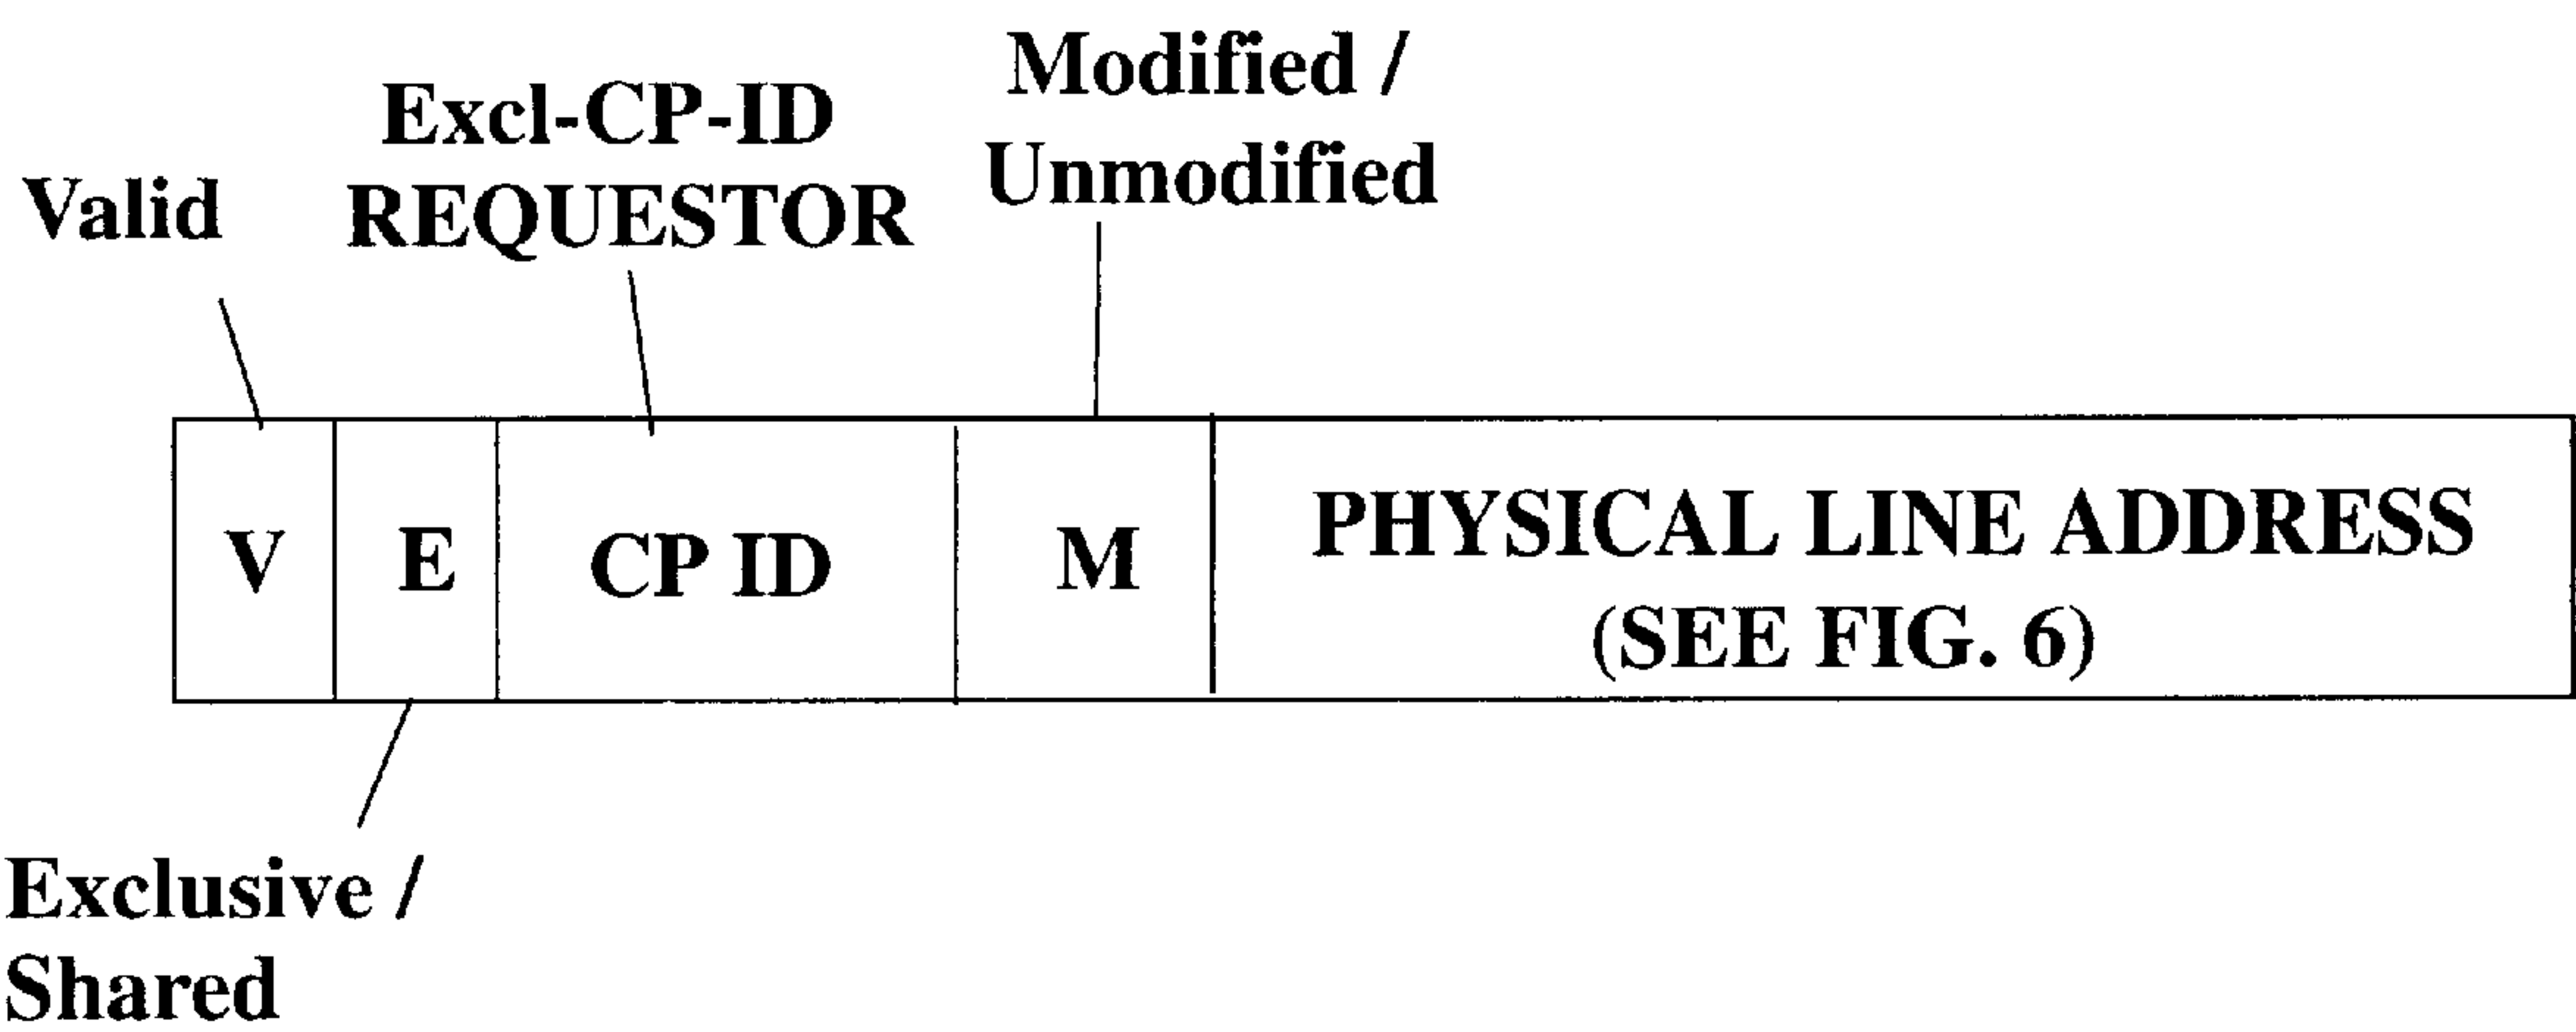 Modified /
Unmodified
Excl-CP-ID
REQUESTOR
Valid
V
E
CP ID
M
PHYSICAL LINE ADDRESS
(SEE FIG. 6)
Exclusive /
Shared